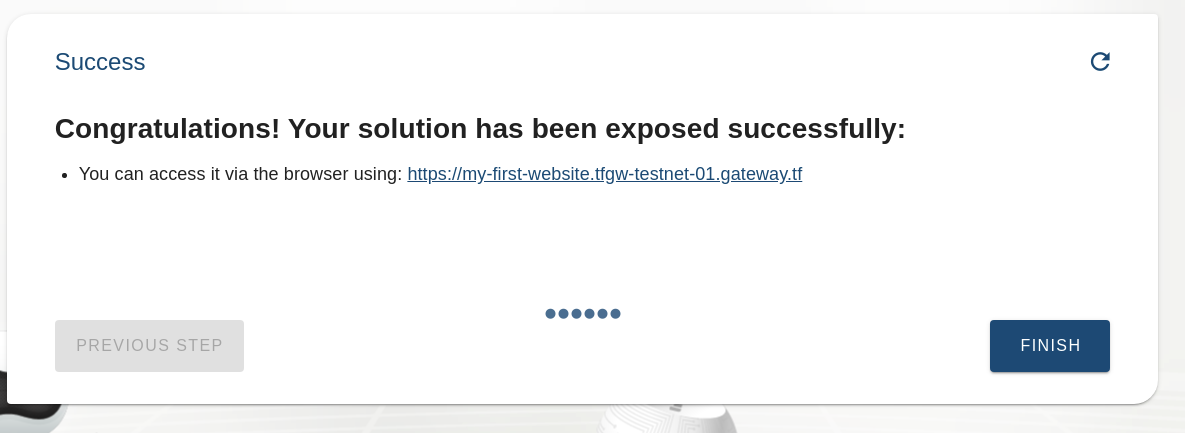 Success
Congratulations! Your solution has been exposed successfully:
You can access it via the browser using: https://my-first-website.tfgw-testnet-01.gateway.tf
PREVIOUS STEP
FINISH